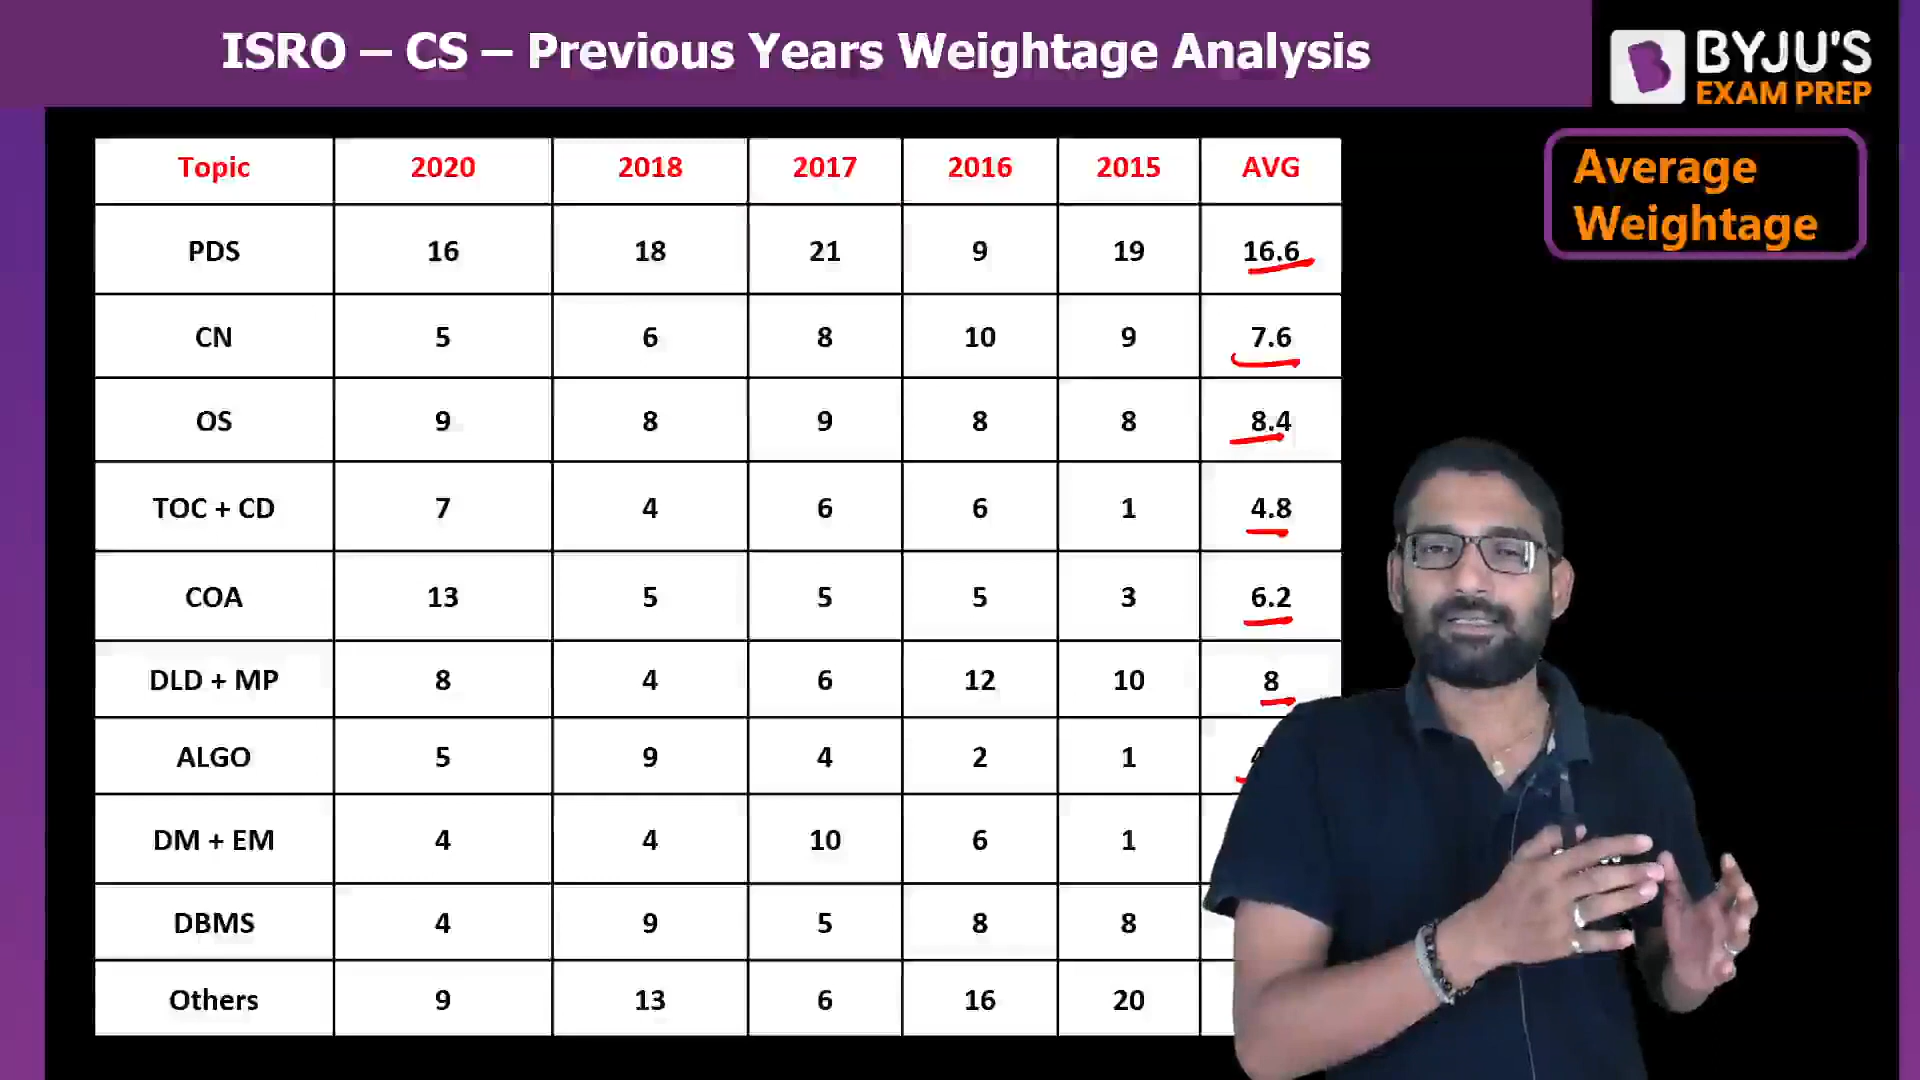 ISRO – CS – Previous Years Weightage Analysis
BYJU'S
EXAM PREP
Average
Weightage
Topic 2020 2018 2017 2016 2015 AVG
PDS 16 18 21 9 19 16.6
CN 5 6 8 10 9 7.6
OS 9 8 9 8 8 8.4
TOC + CD 7 4 6 6 1 4.8
COA 13 5 5 5 3 6.2
DLD + MP 8 4 6 12 10 8
ALGO 5 9 4 2 1
DM + EM 4 4 10 6 1
DBMS 4 9 5 8 8
Others 9 13 6 16 20